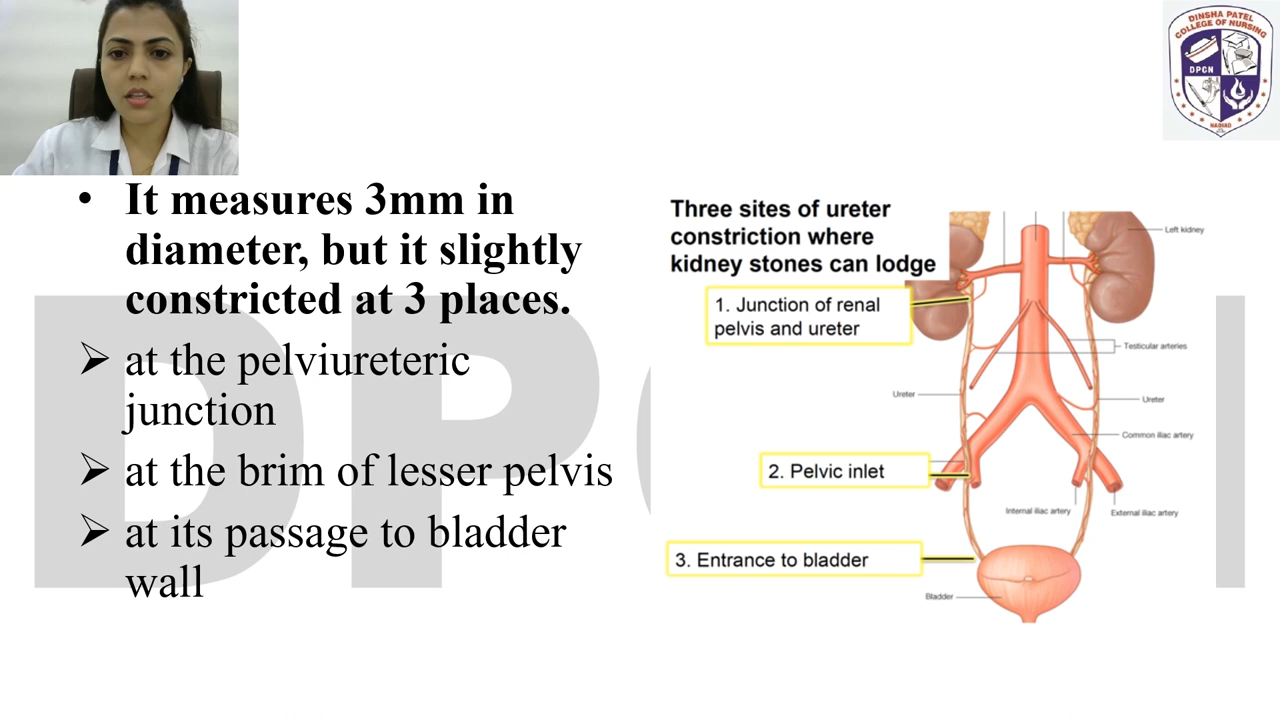 DINSHA PATEL
COLLEGE OF NURSING
DPCN
NADIAD
• It measures 3mm in
diameter, but it slightly
constricted at 3 places.
➢ at the pelviureteric
junction
➢ at the brim of lesser pelvis
➢ at its passage to bladder
wall
Three sites of ureter
constriction where
kidney stones can lodge
1. Junction of renal
pelvis and ureter
2. Pelvic inlet
3. Entrance to bladder
Left kidney
Testicular arteries
Ureter
Ureter
Common iliac artery
Internal iliac artery
External iliac artery
Bladder